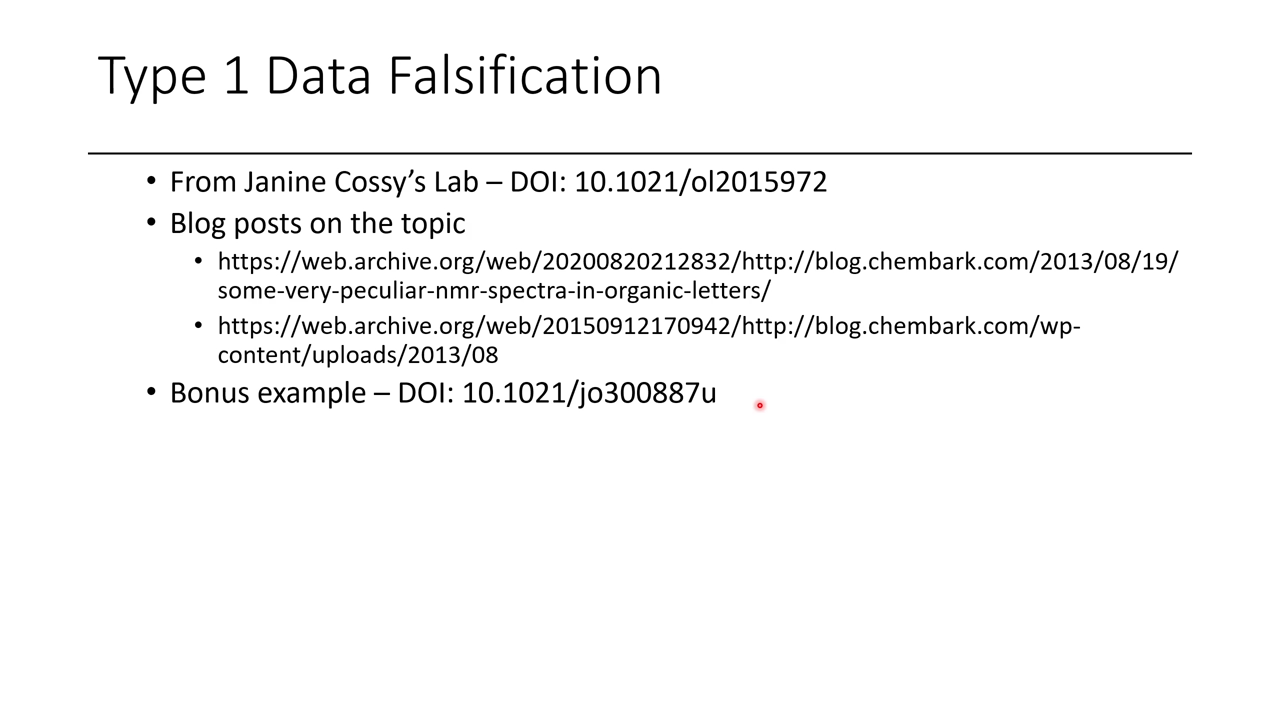 Type 1 Data Falsification
• From Janine Cossy’s Lab – DOI: 10.1021/ol2015972
• Blog posts on the topic
• https://web.archive.org/web/20200820212832/http://blog.chembark.com/2013/08/19/
some-very-peculiar-nmr-spectra-in-organic-letters/
• https://web.archive.org/web/20150912170942/http://blog.chembark.com/wp-
content/uploads/2013/08
• Bonus example – DOI: 10.1021/jo300887u